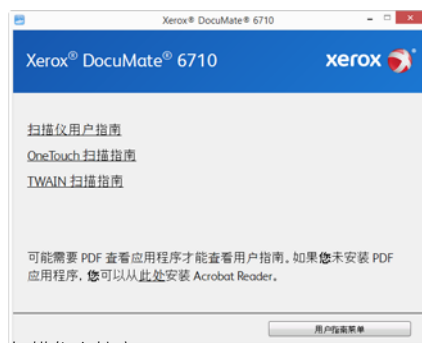 Xerox® DocuMate® 6710
Xerox® DocuMate® 6710
xerox
扫描仪用户指南
OneTouch 扫描指南
TWAIN 扫描指南
可能需要 PDF 查看应用程序才能查看用户指南。如果您未安装 PDF
应用程序，您可以从此处安装 Acrobat Reader。
用户指南菜单